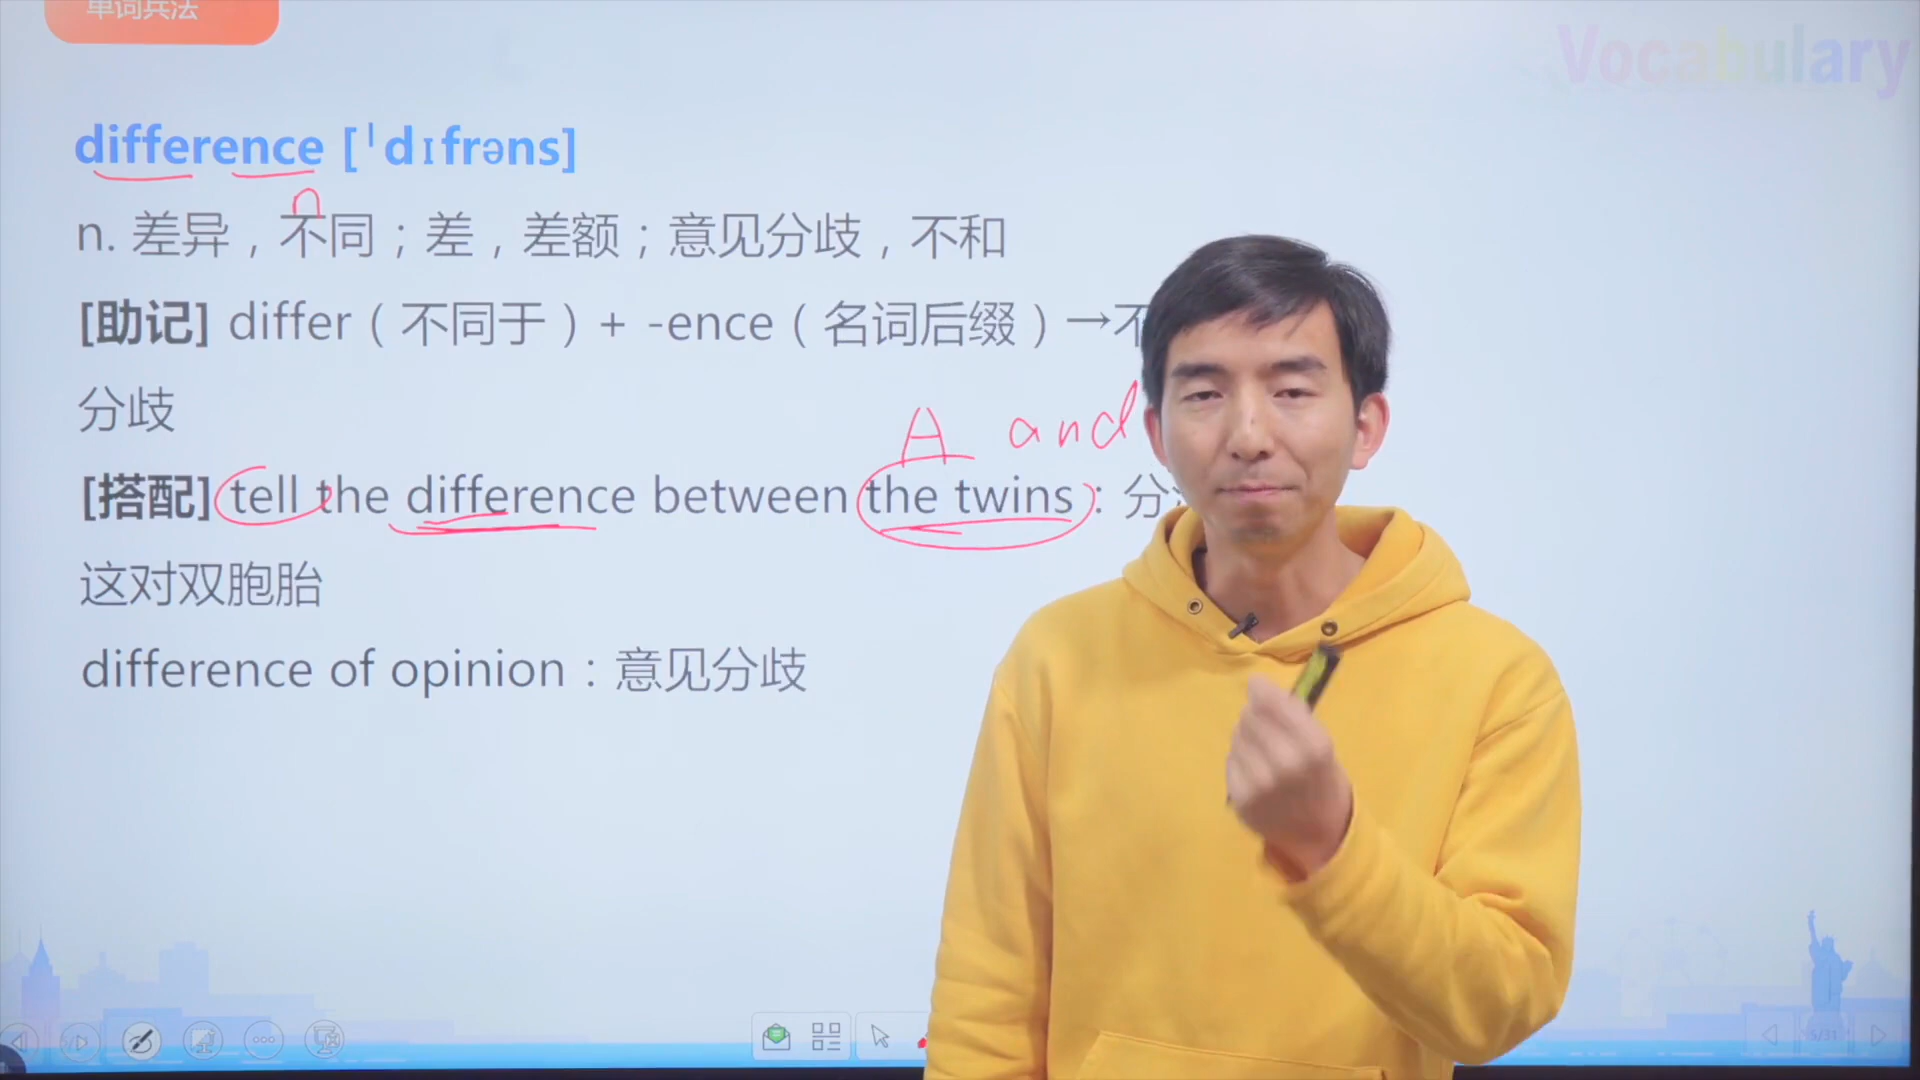 单词兵法
Vocabulary
difference [ˈdɪfrəns]
n
n. 差异，不同；差，差额；意见分歧，不和
[助记] differ（不同于）+ -ence（名词后缀）→不
分歧
A and
[搭配] tell the difference between the twins：分
这对双胞胎
difference of opinion：意见分歧
5/31